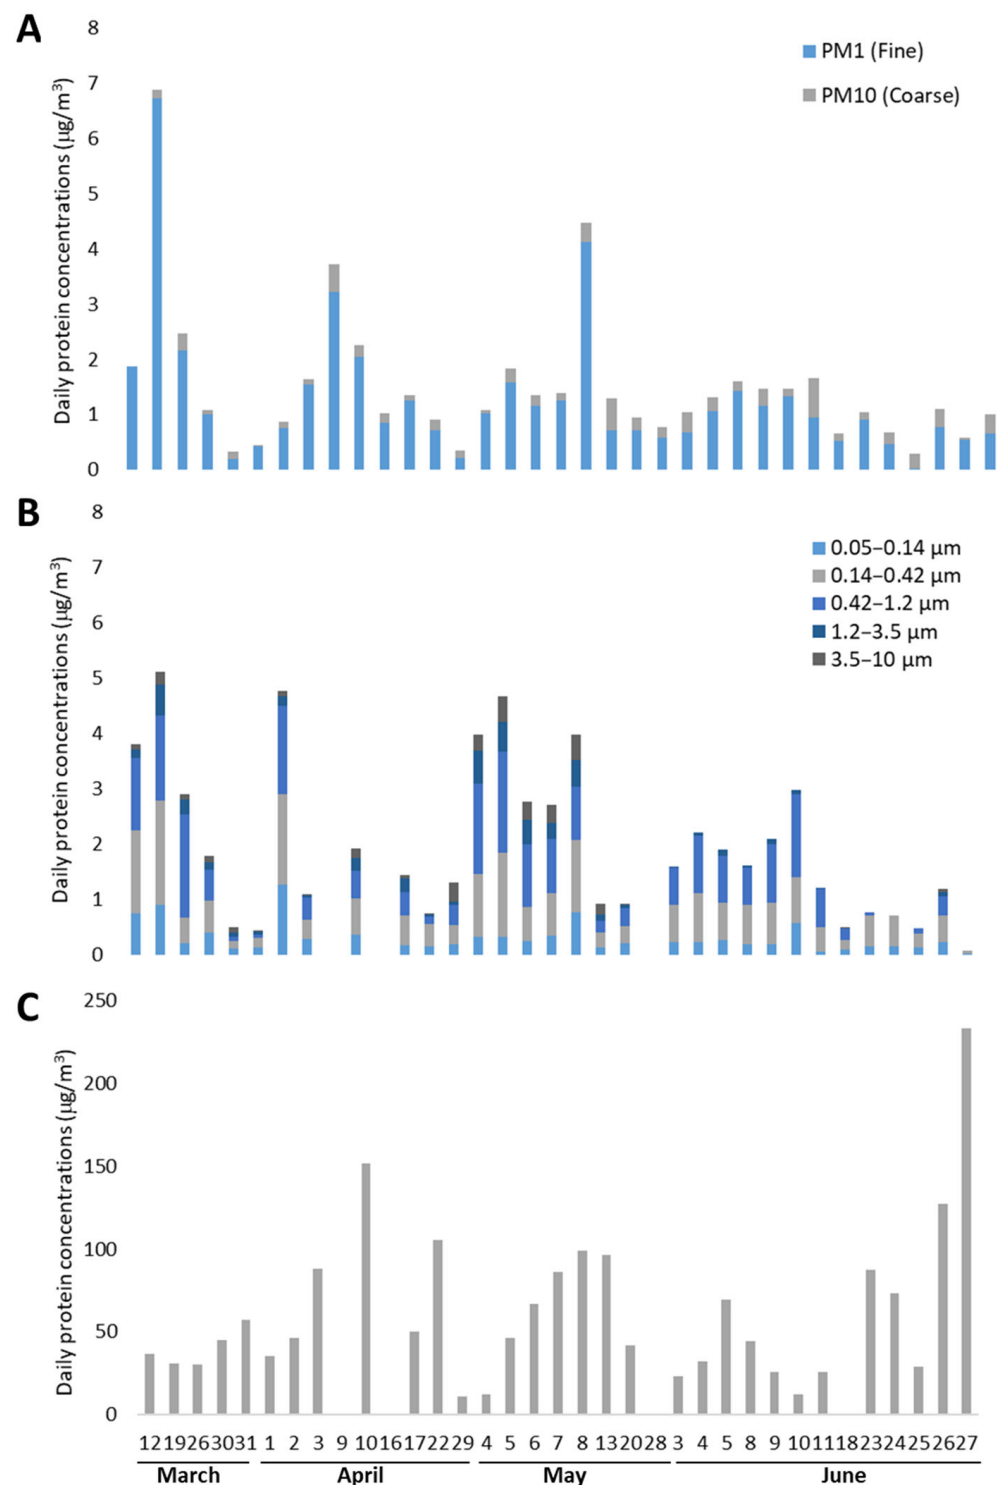 A
Daily protein concentrations (µg/m³)
8
7
6
5
4
3
2
1
0
PM1 (Fine)
PM10 (Coarse)
B
Daily protein concentrations (µg/m³)
8
7
6
5
4
3
2
1
0
0.05–0.14 µm
0.14–0.42 µm
0.42–1.2 µm
1.2–3.5 µm
3.5–10 µm
C
Daily protein concentrations (µg/m³)
250
200
150
100
50
0
12 19 26 30 31 1 2 3 9 10 16 17 22 29 4 5 6 7 8 13 20 28 3 4 5 8 9 10 11 18 23 24 25 26 27
March April May June